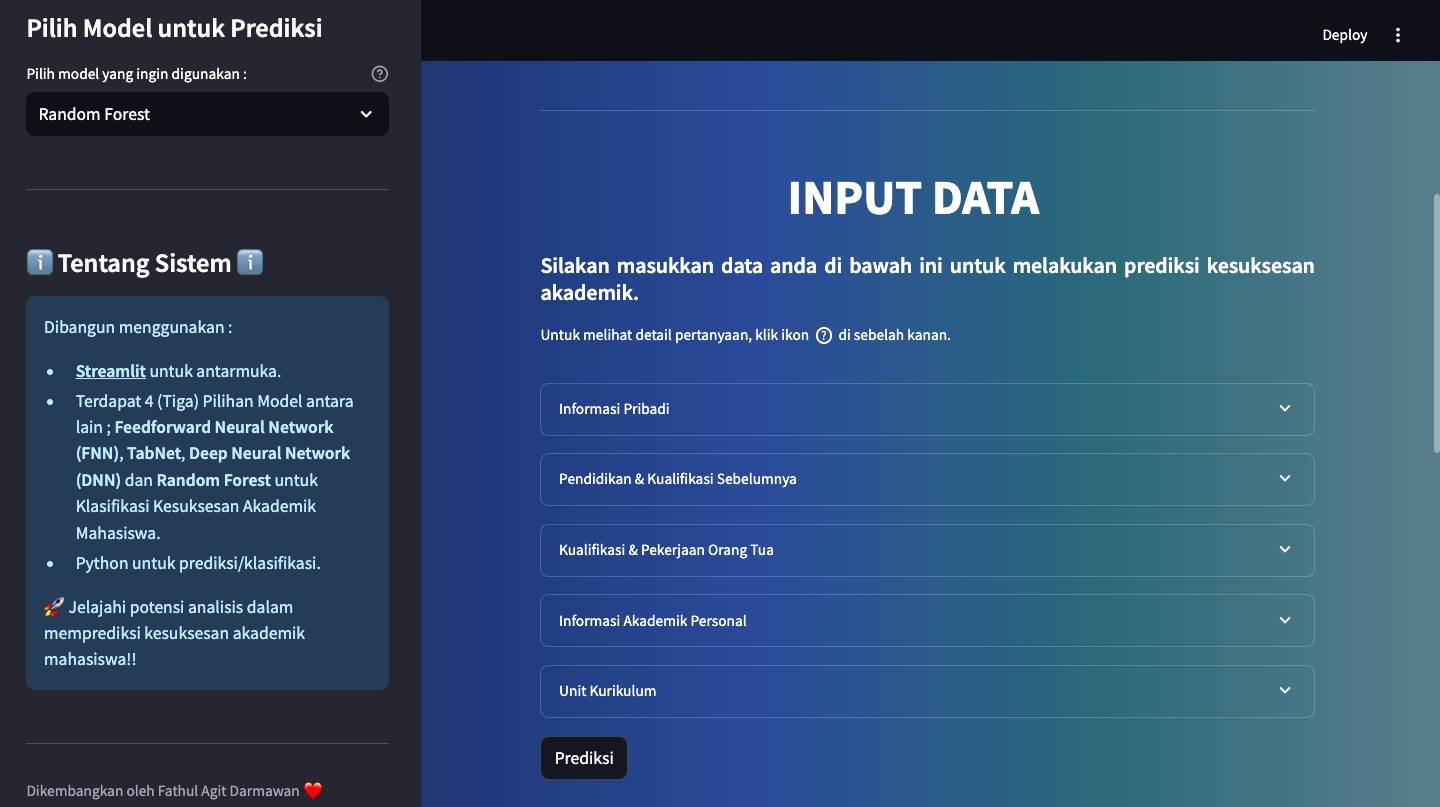 Pilih Model untuk Prediksi
Pilih model yang ingin digunakan :
Random Forest
Tentang Sistem
Dibangun menggunakan :
Streamlit untuk antarmuka.
Terdapat 4 (Tiga) Pilihan Model antara
lain ; Feedforward Neural Network
(FNN), TabNet, Deep Neural Network
(DNN) dan Random Forest untuk
Klasifikasi Kesuksesan Akademik
Mahasiswa.
Python untuk prediksi/klasifikasi.
🚀 Jelajahi potensi analisis dalam
memprediksi kesuksesan akademik
mahasiswa!!
Dikembangkan oleh Fathul Agit Darmawan ❤️
Deploy
INPUT DATA
Silakan masukkan data anda di bawah ini untuk melakukan prediksi kesuksesan
akademik.
Untuk melihat detail pertanyaan, klik ikon ? di sebelah kanan.
Informasi Pribadi
Pendidikan & Kualifikasi Sebelumnya
Kualifikasi & Pekerjaan Orang Tua
Informasi Akademik Personal
Unit Kurikulum
Prediksi